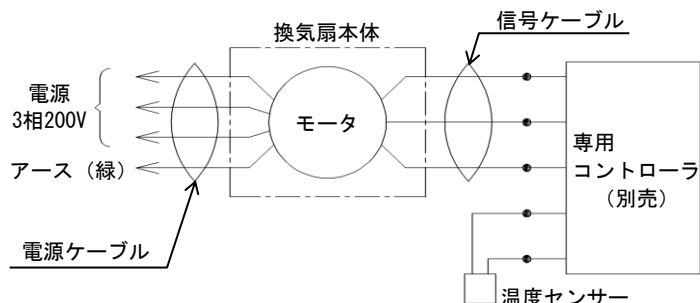 換気扇本体
信号ケーブル
電源
3相200V
アース（緑）
モータ
専用
コントローラ
（別売）
電源ケーブル
温度センサー